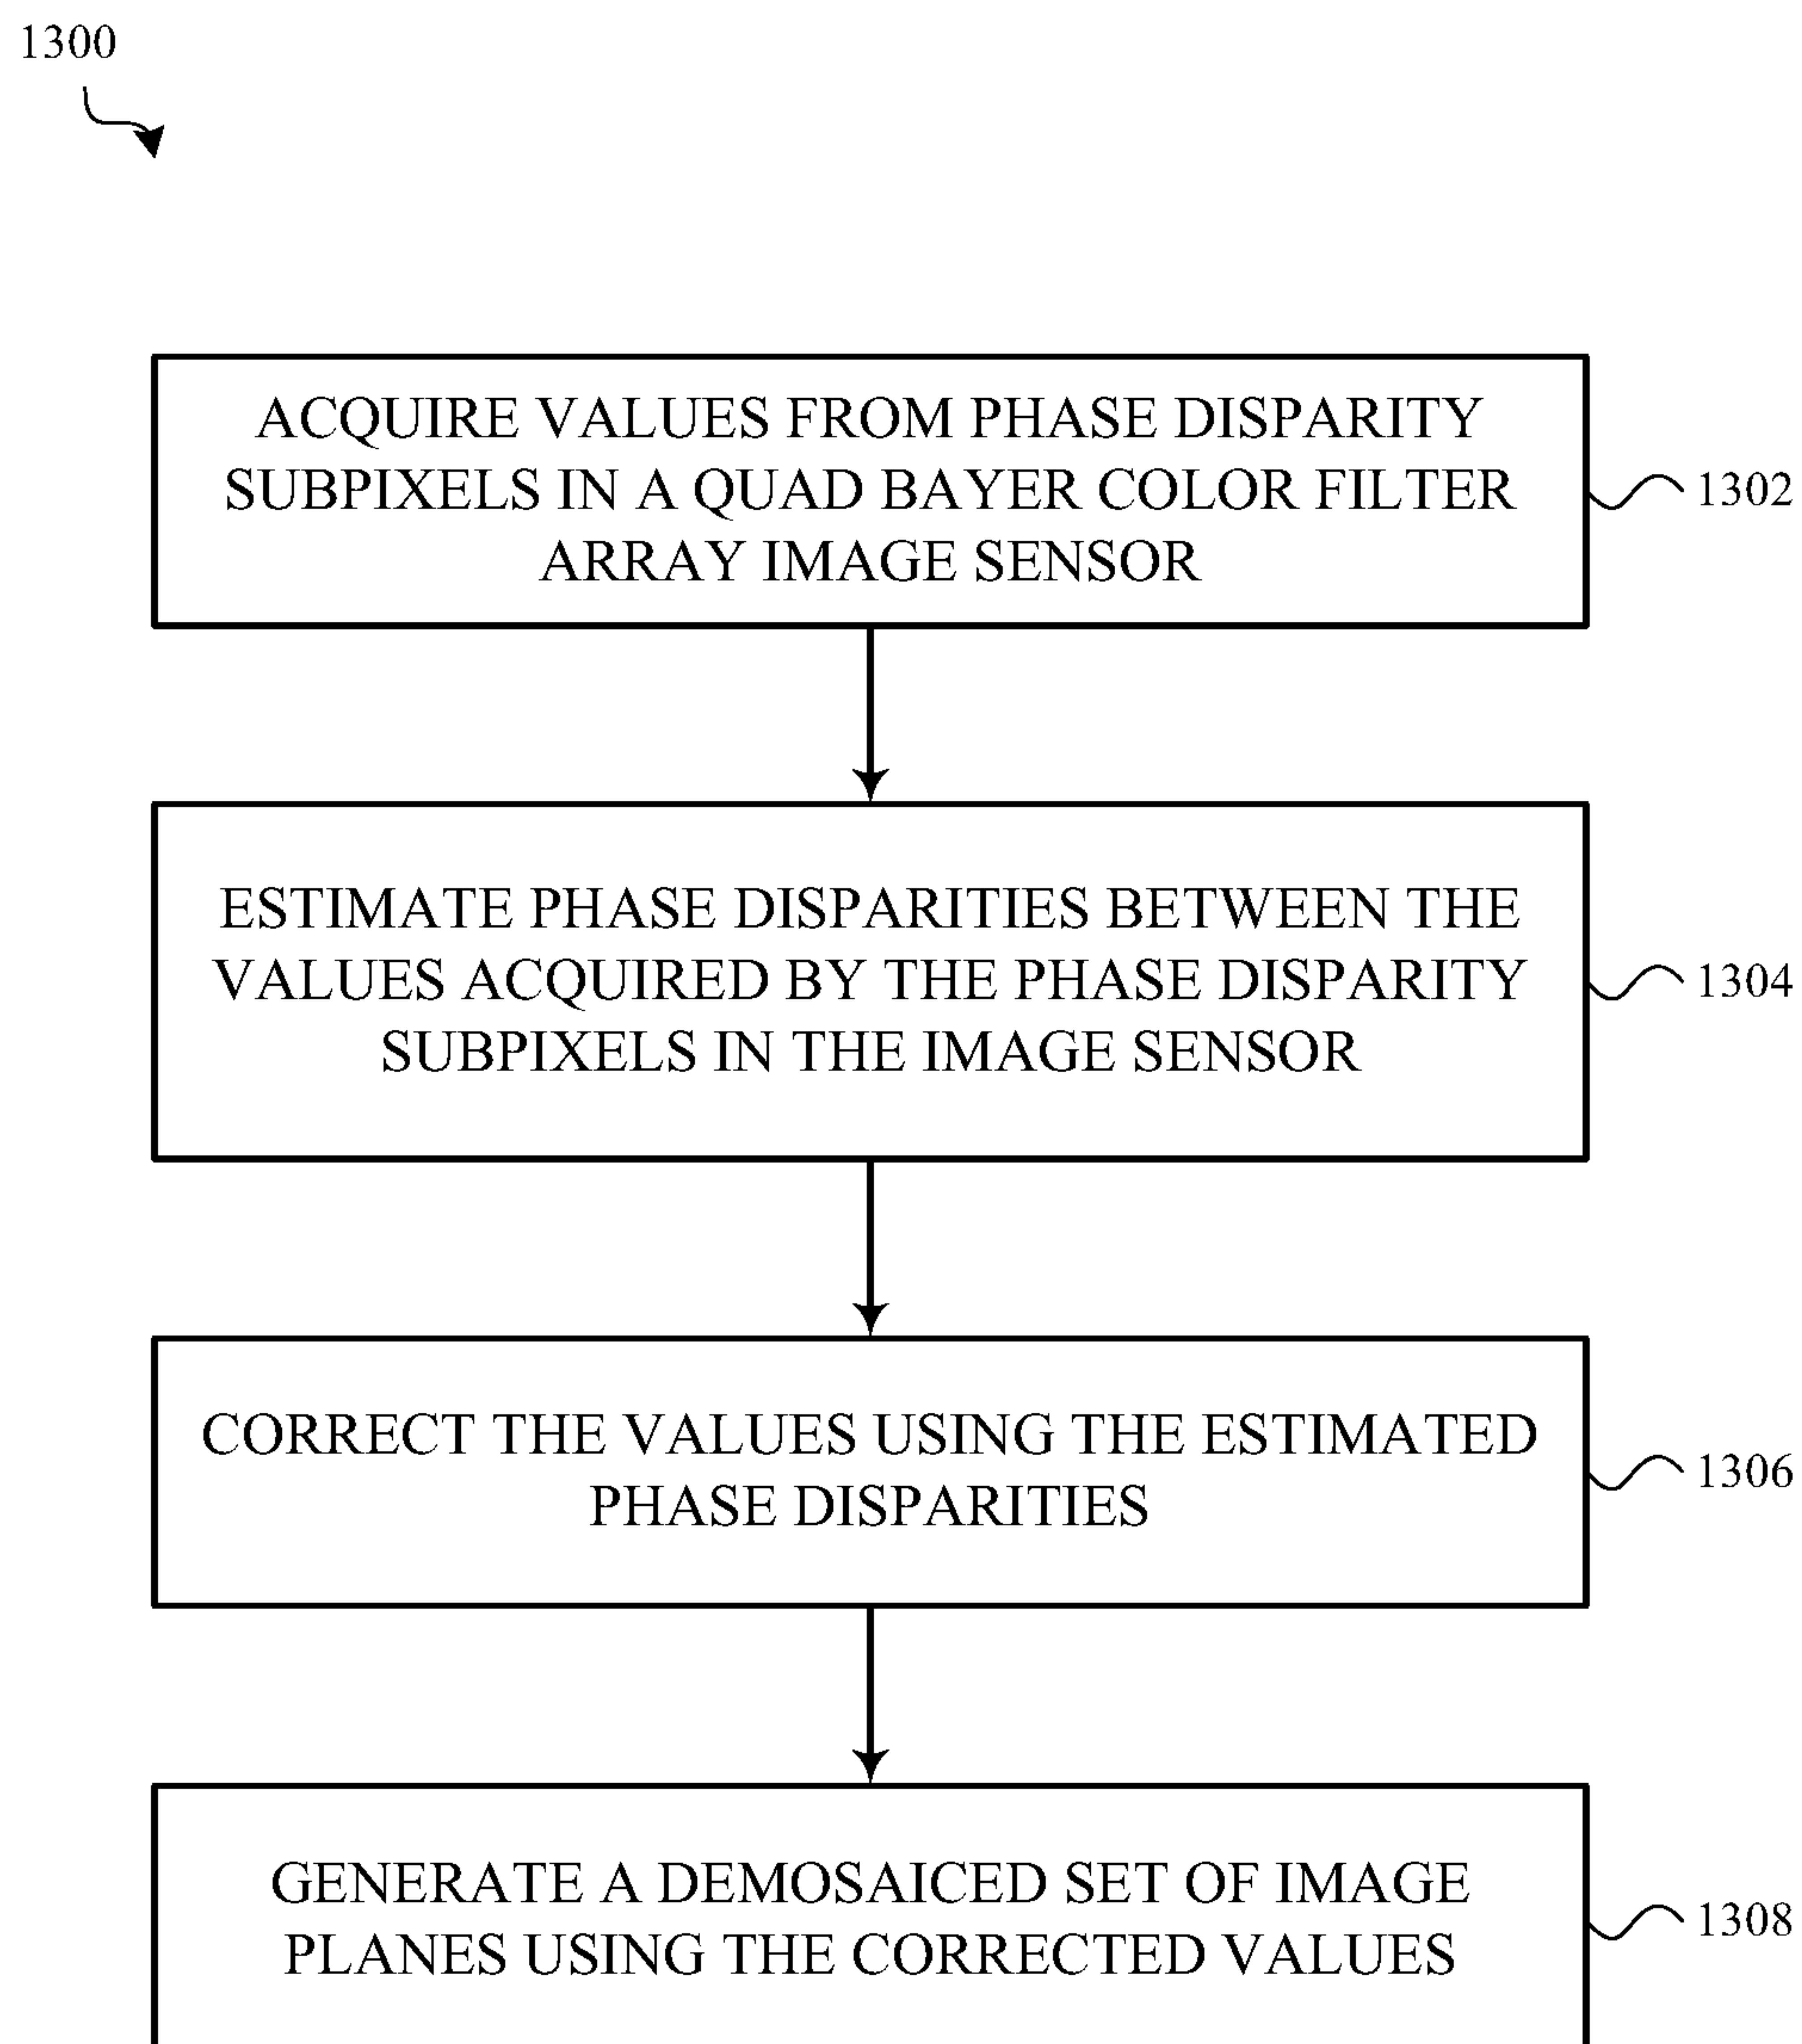 1300
ACQUIRE VALUES FROM PHASE DISPARITY
SUBPIXELS IN A QUAD BAYER COLOR FILTER
ARRAY IMAGE SENSOR
1302
ESTIMATE PHASE DISPARITIES BETWEEN THE
VALUES ACQUIRED BY THE PHASE DISPARITY
SUBPIXELS IN THE IMAGE SENSOR
1304
CORRECT THE VALUES USING THE ESTIMATED
PHASE DISPARITIES
1306
GENERATE A DEMOSAICED SET OF IMAGE
PLANES USING THE CORRECTED VALUES
1308